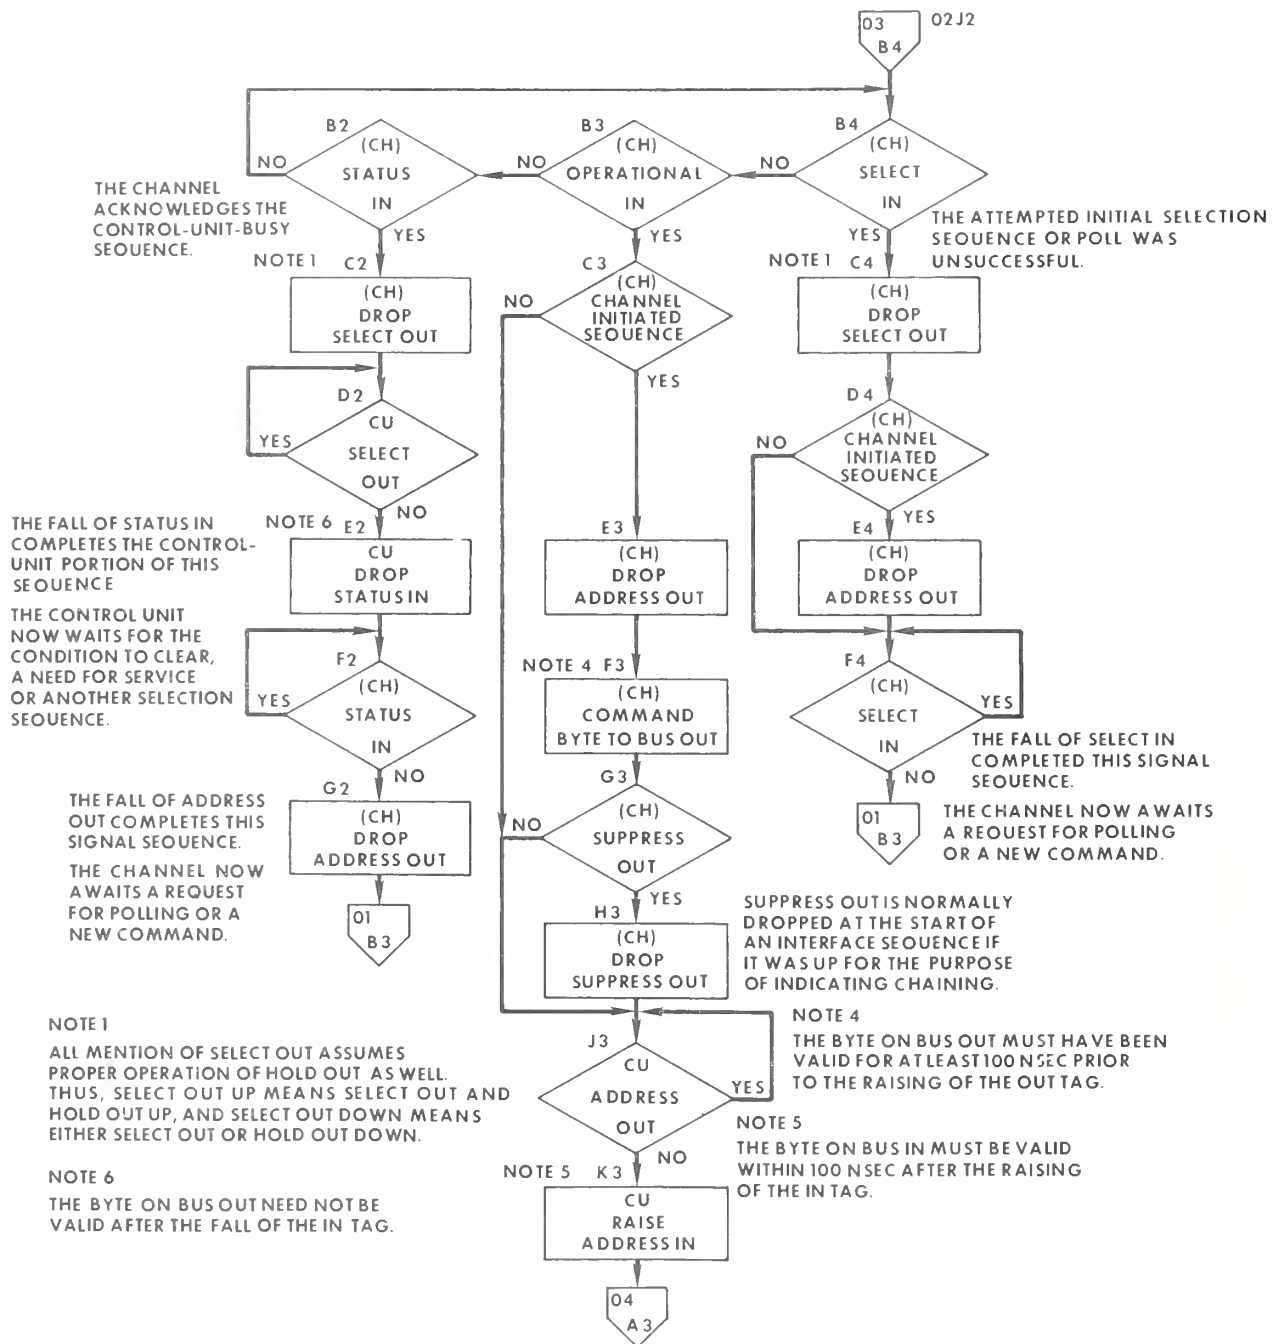 03
B4
02J2
B2
(CH)
STATUS
IN
NO
YES
B3
(CH)
OPERATIONAL
IN
NO
YES
B4
(CH)
SELECT
IN
NO
YES
THE CHANNEL
ACKNOWLEDGES THE
CONTROL-UNIT-BUSY
SEQUENCE.
THE ATTEMPTED INITIAL SELECTION
SEQUENCE OR POLL WAS
UNSUCCESSFUL.
NOTE 1
C2
(CH)
DROP
SELECT OUT
C3
(CH)
CHANNEL
INITIATED
SEQUENCE
NO
YES
NOTE 1
C4
(CH)
DROP
SELECT OUT
D2
CU
SELECT
OUT
YES
NO
D4
(CH)
CHANNEL
INITIATED
SEQUENCE
NO
YES
THE FALL OF STATUS IN
COMPLETES THE CONTROL-
UNIT PORTION OF THIS
SEQUENCE
THE CONTROL UNIT
NOW WAITS FOR THE
CONDITION TO CLEAR,
A NEED FOR SERVICE
OR ANOTHER SELECTION
SEQUENCE.
NOTE 6
E2
CU
DROP
STATUS IN
E3
(CH)
DROP
ADDRESS OUT
E4
(CH)
DROP
ADDRESS OUT
F2
(CH)
STATUS
IN
YES
NO
NOTE 4 F3
(CH)
COMMAND
BYTE TO BUS OUT
F4
(CH)
SELECT
IN
YES
NO
THE FALL OF SELECT IN
COMPLETED THIS SIGNAL
SEQUENCE.
THE CHANNEL NOW AWAITS
A REQUEST FOR POLLING
OR A NEW COMMAND.
01
B3
THE FALL OF ADDRESS
OUT COMPLETES THIS
SIGNAL SEQUENCE.
THE CHANNEL NOW
AWAITS A REQUEST
FOR POLLING OR A
NEW COMMAND.
G2
(CH)
DROP
ADDRESS OUT
01
B3
G3
(CH)
SUPPRESS
OUT
NO
YES
H3
(CH)
DROP
SUPPRESS OUT
SUPPRESS OUT IS NORMALLY
DROPPED AT THE START OF
AN INTERFACE SEQUENCE IF
IT WAS UP FOR THE PURPOSE
OF INDICATING CHAINING.
NOTE 1
ALL MENTION OF SELECT OUT ASSUMES
PROPER OPERATION OF HOLD OUT AS WELL.
THUS, SELECT OUT UP MEANS SELECT OUT AND
HOLD OUT UP, AND SELECT OUT DOWN MEANS
EITHER SELECT OUT OR HOLD OUT DOWN.
NOTE 6
THE BYTE ON BUS OUT NEED NOT BE
VALID AFTER THE FALL OF THE IN TAG.
J3
CU
ADDRESS
OUT
YES
NO
NOTE 4
THE BYTE ON BUS OUT MUST HAVE BEEN
VALID FOR AT LEAST 100 NSEC PRIOR
TO THE RAISING OF THE OUT TAG.
NOTE 5
THE BYTE ON BUS IN MUST BE VALID
WITHIN 100 NSEC AFTER THE RAISING
OF THE IN TAG.
NOTE 5 K3
CU
RAISE
ADDRESS IN
04
A3